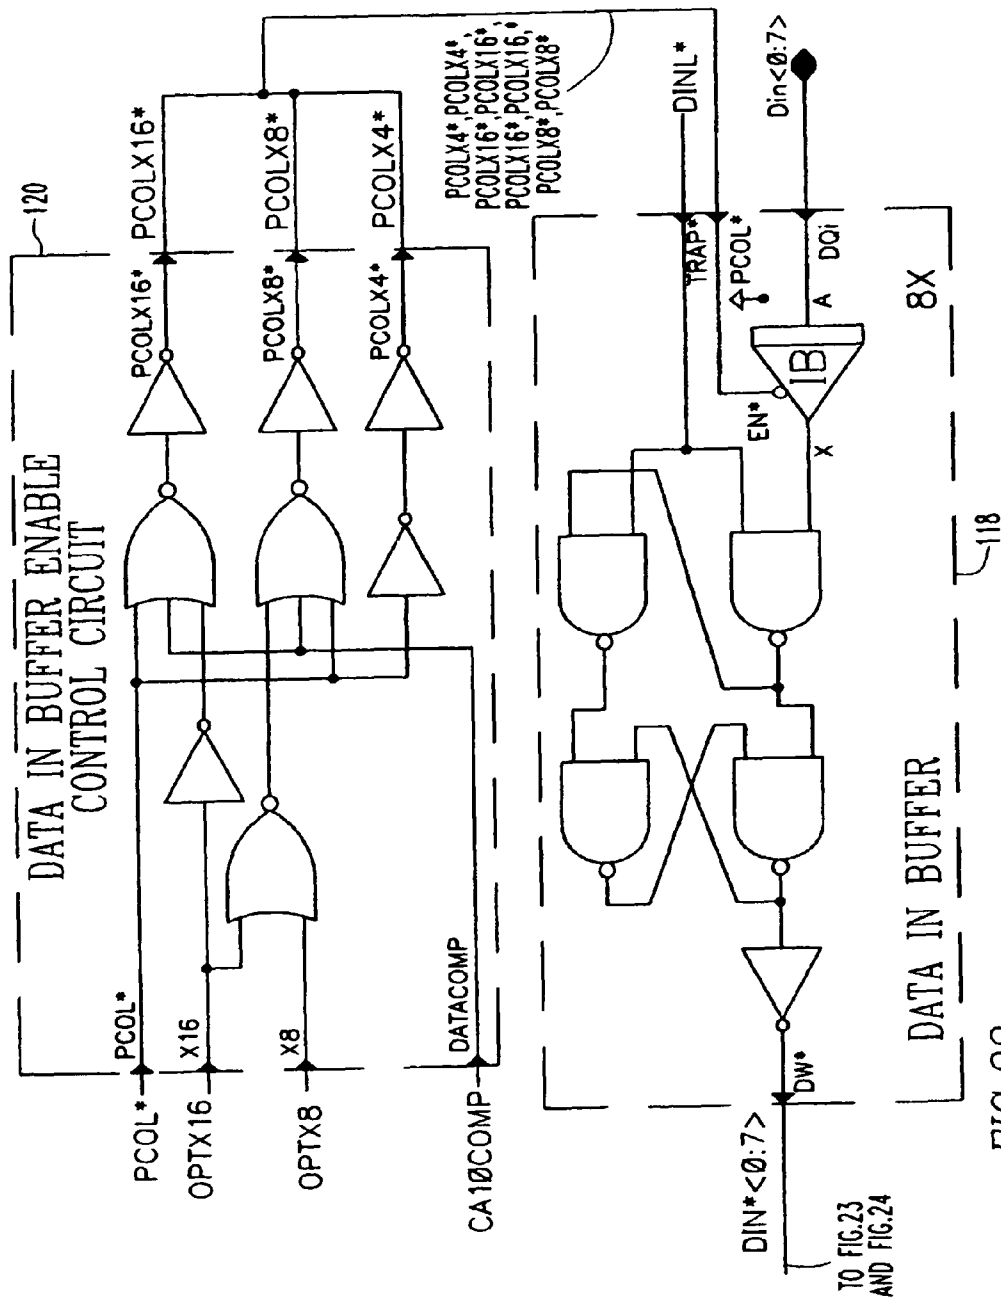 DATA IN BUFFER ENABLE
CONTROL CIRCUIT
120
PCOL*
PCOL*
OPTX16
X16
OPTX8
X8
CA10COMP
DATACOMP
PCOLX16*
PCOLX16*
PCOLX8*
PCOLX8*
PCOLX4*
PCOLX4*
PCOLX4*,PCOLX4*,
PCOLX16*,PCOLX16*,
PCOLX16*,PCOLX16,*
PCOLX8*,PCOLX8*
DINL*
Din<0:7>
TRAP*
PCOL*
DQi
A
IB
EN*
X
8X
118
DATA IN BUFFER
DW*
DIN*<0:7>
TO FIG.23
AND FIG.24